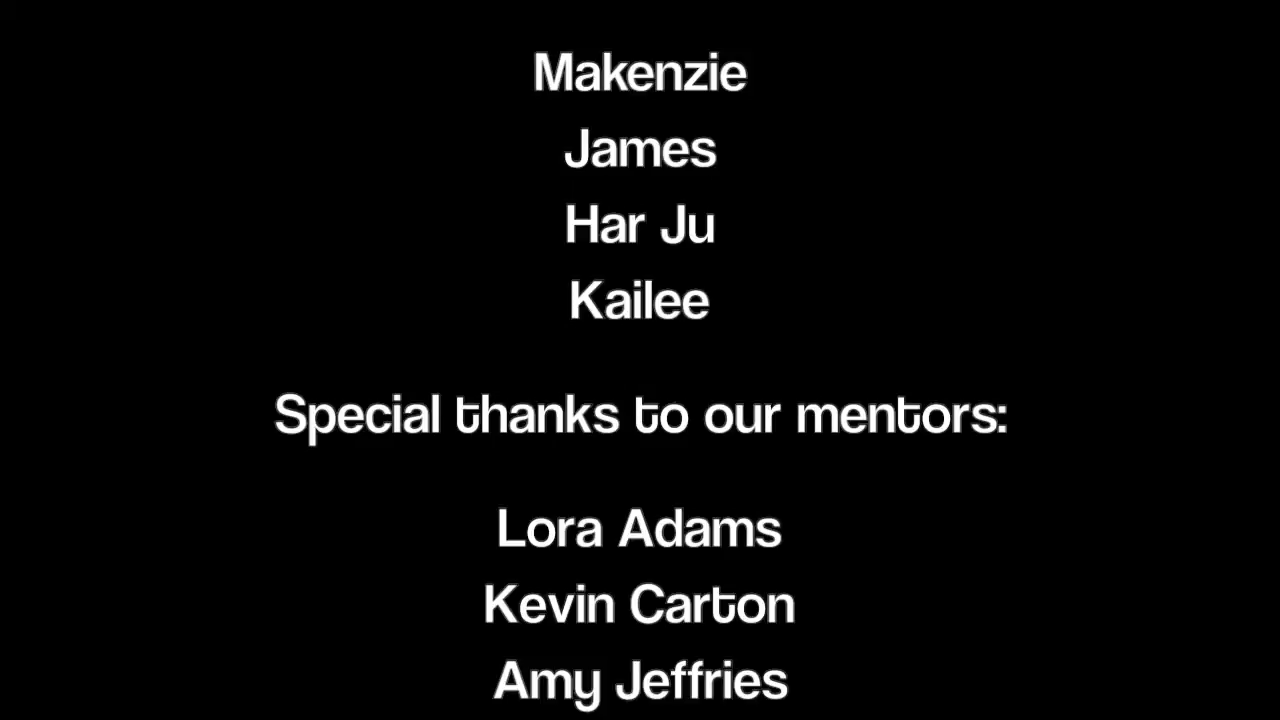 Makenzie
James
Har Ju
Kailee
Special thanks to our mentors:
Lora Adams
Kevin Carton
Amy Jeffries